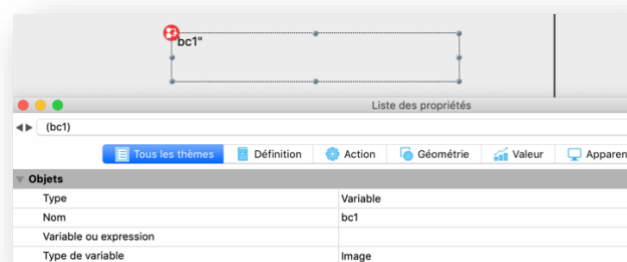 bc1"
Liste des propriétés
(bc1)
Tous les thèmes Définition Action Géométrie Valeur Apparen
Objets
Type Variable
Nom bc1
Variable ou expression
Type de variable Image